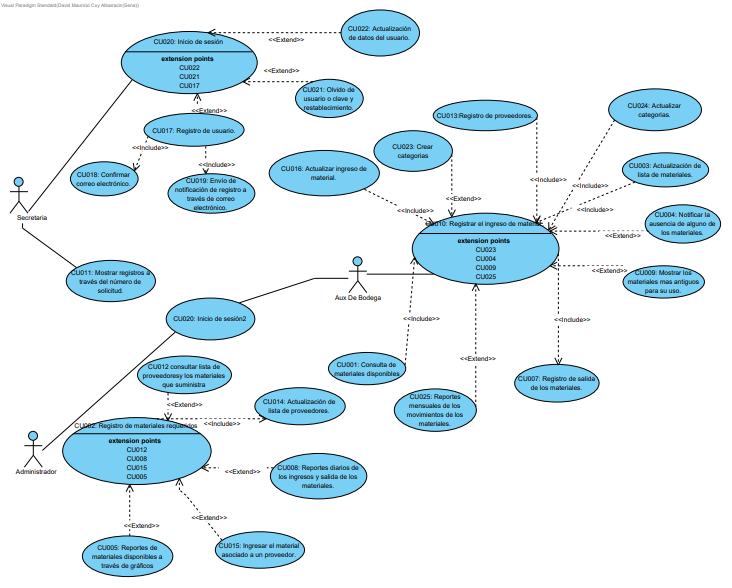 Visual Paradigm Standard(David Mauricio Cuy Altisarado(Sena))
CU020: Inicio de sesión
extension points
CU022
CU021
CU017
<<Extend>>
CU022: Actualización
de datos del usuario.
<<Extend>>
CU021: Olvido de
usuario o clave y
restablecimiento.
<<Extend>>
CU017: Registro de usuario.
<<Include>>
<<Include>>
CU018: Confirmar
correo electrónico.
CU019: Envío de
notificación de registro a
través de correo
electrónico.
Secretaria
CU011: Mostrar registros a
través del número de
solicitud.
CU016: Actualizar ingreso de
material.
CU023: Crear
categorias
CU013:Registro de proveedores.
CU024: Actualizar
categorias.
CU003: Actualización de
lista de materiales.
CU004: Notificar la
ausencia de alguno de
los materiales.
CU009: Mostrar los
materiales mas antiguos
para su uso.
<<Include>>
<<Extend>>
<<Include>>
<<Include>>
<<Include>>
<<Extend>>
<<Extend>>
CU010: Registrar el ingreso de material
extension points
CU023
CU004
CU009
CU025
Aux De Bodega
CU020: Inicio de sesión2
<<Include>>
<<Extend>>
<<Include>>
CU001: Consulta de
materiales disponibles
CU025: Reportes
mensuales de los
movimientos de los
materiales.
CU007: Registro de salida
de los materiales.
CU012 consultar lista de
proveedoresy los materiales
que suministra
<<Extend>>
CU014: Actualización de
lista de proveedores.
<<Include>>
CU002: Registro de materiales requeridos
extension points
CU012
CU008
CU015
CU005
Administrador
<<Extend>>
CU008: Reportes diarios de
los ingresos y salida de los
materiales.
<<Extend>>
<<Extend>>
CU005: Reportes de
materiales disponibles a
través de gráficos
CU015: Ingresar el material
asociado a un proveedor.